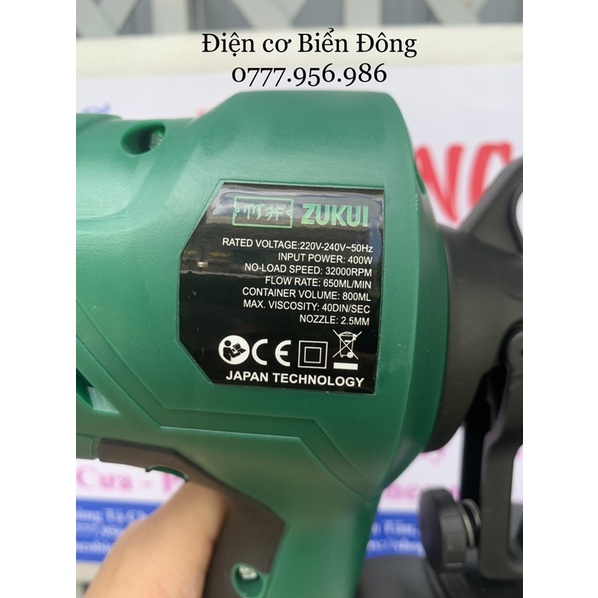 Điện cơ Biển Đông
0777.956.986
ZUKUI
RATED VOLTAGE:220V-240V~50Hz
INPUT POWER: 400W
NO-LOAD SPEED: 32000RPM
FLOW RATE: 650ML/MIN
CONTAINER VOLUME: 800ML
MAX. VISCOSITY: 40DIN/SEC
NOZZLE: 2.5MM
CE
JAPAN TECHNOLOGY